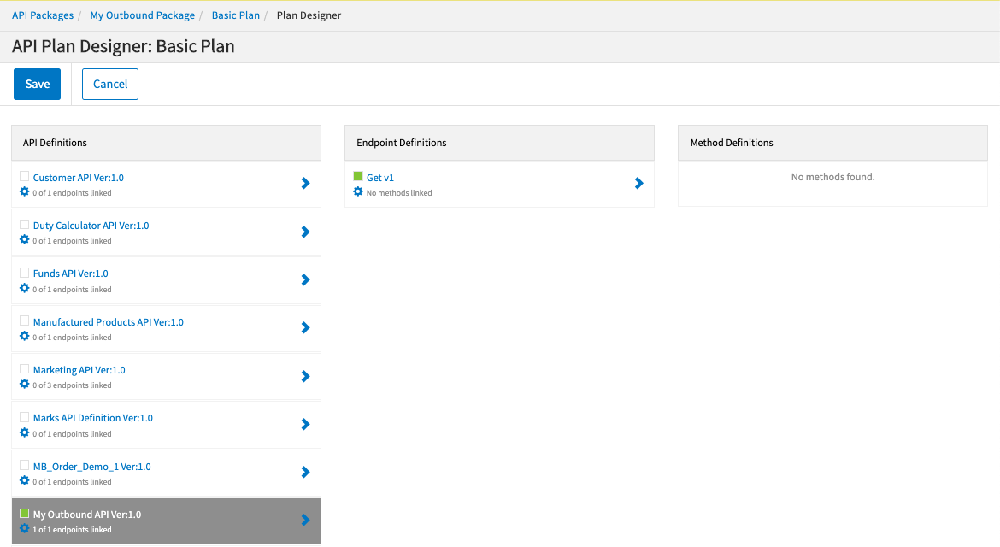 API Packages / My Outbound Package / Basic Plan / Plan Designer
API Plan Designer: Basic Plan
Save Cancel
API Definitions
Customer API Ver:1.0
0 of 1 endpoints linked
Duty Calculator API Ver:1.0
0 of 1 endpoints linked
Funds API Ver:1.0
0 of 1 endpoints linked
Manufactured Products API Ver:1.0
0 of 1 endpoints linked
Marketing API Ver:1.0
0 of 3 endpoints linked
Marks API Definition Ver:1.0
0 of 1 endpoints linked
MB_Order_Demo_1 Ver:1.0
0 of 1 endpoints linked
My Outbound API Ver:1.0
1 of 1 endpoints linked
Endpoint Definitions
Get v1
No methods linked
Method Definitions
No methods found.